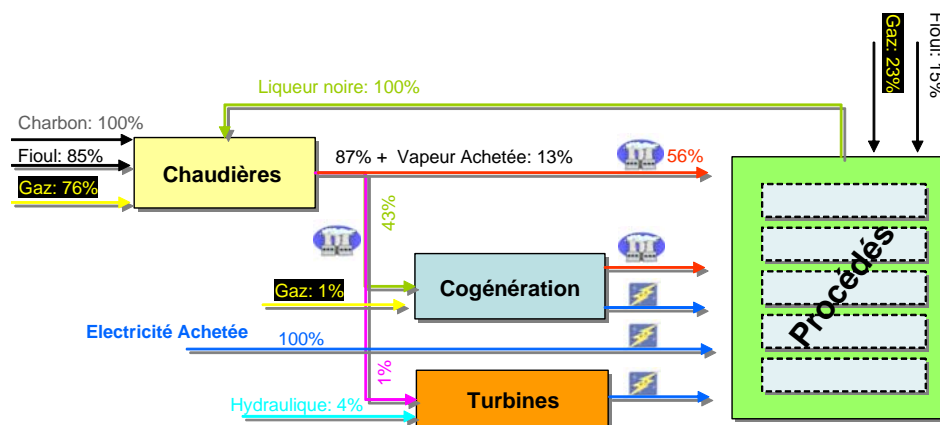 Fioul: 15%
Gaz: 23%
Liqueur noire: 100%
Charbon: 100%
Fioul: 85%
Gaz: 76%
Chaudières
87% + Vapeur Achetée: 13%
56%
43%
Gaz: 1%
Cogénération
Procédés
Electricité Achetée
100%
1%
Hydraulique: 4%
Turbines